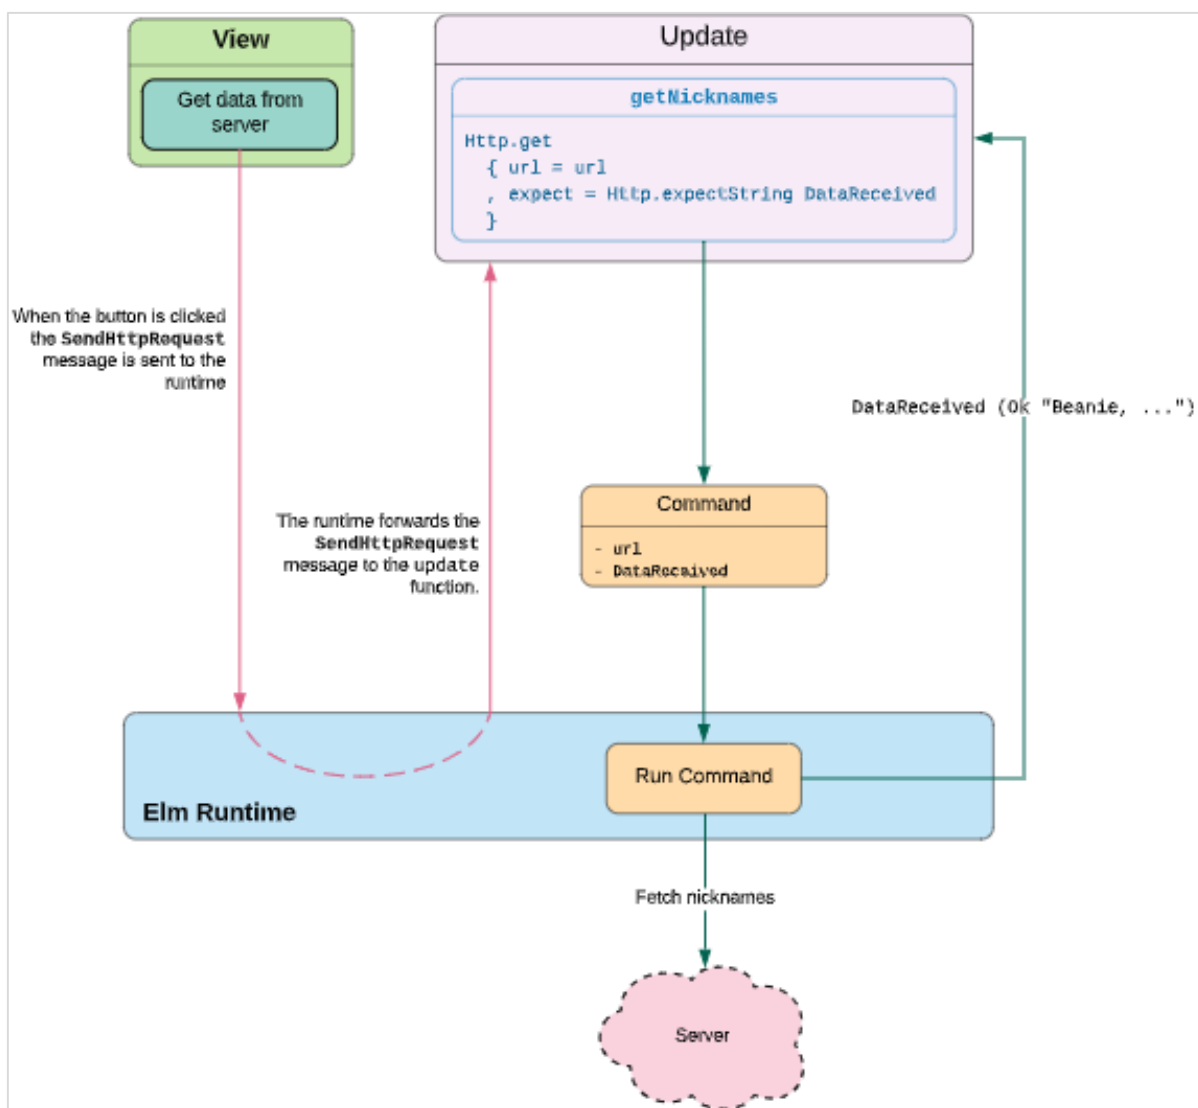 View
Get data from
server
Update
getNicknames
Http.get
{ url = url
, expect = Http.expectString DataReceived
}
When the button is clicked
the SendHttpRequest
message is sent to the
runtime
DataReceived (Ok "Beanie, ...")
The runtime forwards the
SendHttpRequest
message to the update
function.
Command
- url
- DataReceived
Run Command
Elm Runtime
Fetch nicknames
Server